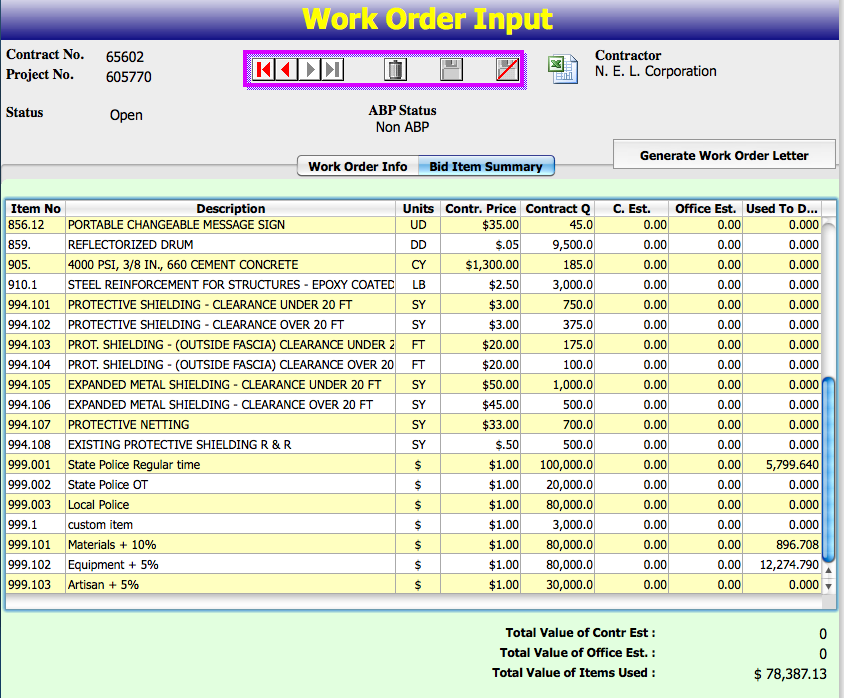 Work Order Input
Contract No. 65602
Project No. 605770
Contractor
N. E. L. Corporation
Status Open
ABP Status
Non ABP
Generate Work Order Letter
Work Order Info Bid Item Summary
Item No Description Units Contr. Price Contract Q C. Est. Office Est. Used To D...
856.12 PORTABLE CHANGEABLE MESSAGE SIGN UD $35.00 45.0 0.00 0.00 0.000
859. REFLECTORIZED DRUM DD $.05 9,500.0 0.00 0.00 0.000
905. 4000 PSI, 3/8 IN., 660 CEMENT CONCRETE CY $1,300.00 185.0 0.00 0.00 0.000
910.1 STEEL REINFORCEMENT FOR STRUCTURES - EPOXY COATED LB $2.50 3,000.0 0.00 0.00 0.000
994.101 PROTECTIVE SHIELDING - CLEARANCE UNDER 20 FT SY $3.00 750.0 0.00 0.00 0.000
994.102 PROTECTIVE SHIELDING - CLEARANCE OVER 20 FT SY $3.00 375.0 0.00 0.00 0.000
994.103 PROT. SHIELDING - (OUTSIDE FASCIA) CLEARANCE UNDER 2 FT $20.00 175.0 0.00 0.00 0.000
994.104 PROT. SHIELDING - (OUTSIDE FASCIA) CLEARANCE OVER 20 FT $20.00 100.0 0.00 0.00 0.000
994.105 EXPANDED METAL SHIELDING - CLEARANCE UNDER 20 FT SY $50.00 1,000.0 0.00 0.00 0.000
994.106 EXPANDED METAL SHIELDING - CLEARANCE OVER 20 FT SY $45.00 500.0 0.00 0.00 0.000
994.107 PROTECTIVE NETTING SY $33.00 700.0 0.00 0.00 0.000
994.108 EXISTING PROTECTIVE SHIELDING R & R SY $.50 500.0 0.00 0.00 0.000
999.001 State Police Regular time $ $1.00 100,000.0 0.00 0.00 5,799.640
999.002 State Police OT $ $1.00 20,000.0 0.00 0.00 0.000
999.003 Local Police $ $1.00 80,000.0 0.00 0.00 0.000
999.1 custom item $ $1.00 3,000.0 0.00 0.00 0.000
999.101 Materials + 10% $ $1.00 80,000.0 0.00 0.00 896.708
999.102 Equipment + 5% $ $1.00 80,000.0 0.00 0.00 12,274.790
999.103 Artisan + 5% $ $1.00 30,000.0 0.00 0.00 0.000
Total Value of Contr Est : 0
Total Value of Office Est. : 0
Total Value of Items Used : $ 78,387.13